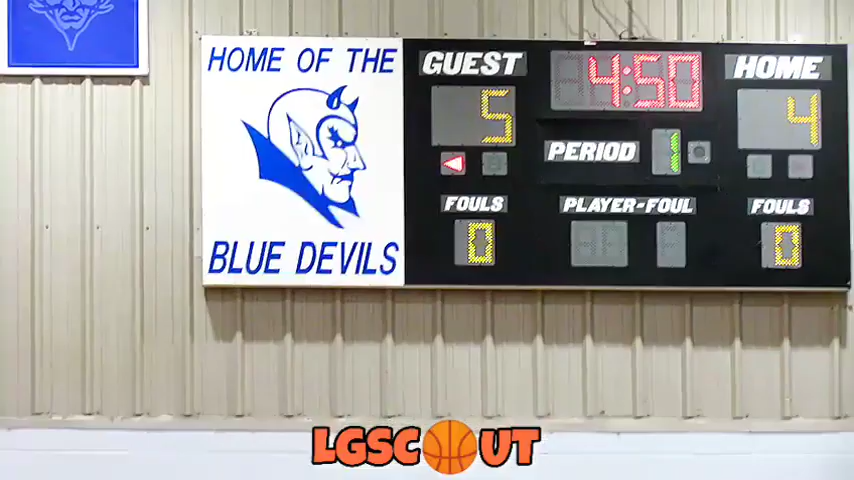 HOME OF THE
BLUE DEVILS
GUEST
4:50
HOME
5
PERIOD
1
4
FOULS
PLAYER-FOUL
FOULS
0
0
LGSCOUT